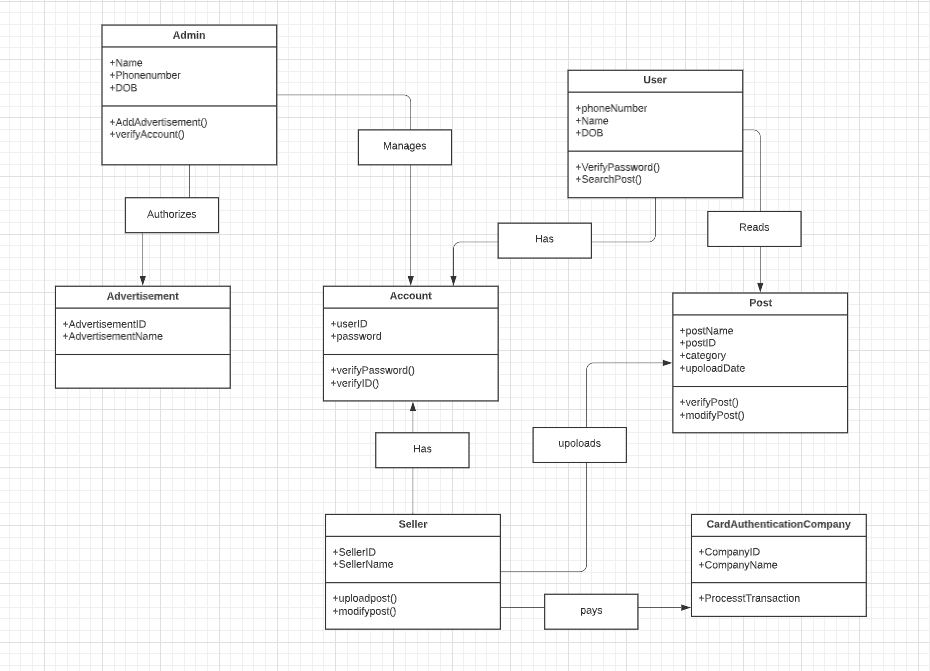 Admin
+Name
+Phonenumber
+DOB
+AddAdvertisement()
+verifyAccount()
User
+phoneNumber
+Name
+DOB
+VerifyPassword()
+SearchPost()
Manages
Authorizes
Has
Reads
Advertisement
+AdvertisementID
+AdvertisementName
Account
+userID
+password
+verifyPassword()
+verifyID()
Post
+postName
+postID
+category
+upoloadDate
+verifyPost()
+modifyPost()
Has
upoloads
Seller
+SellerID
+SellerName
+uploadpost()
+modifypost()
pays
CardAuthenticationCompany
+CompanyID
+CompanyName
+ProcesstTransaction